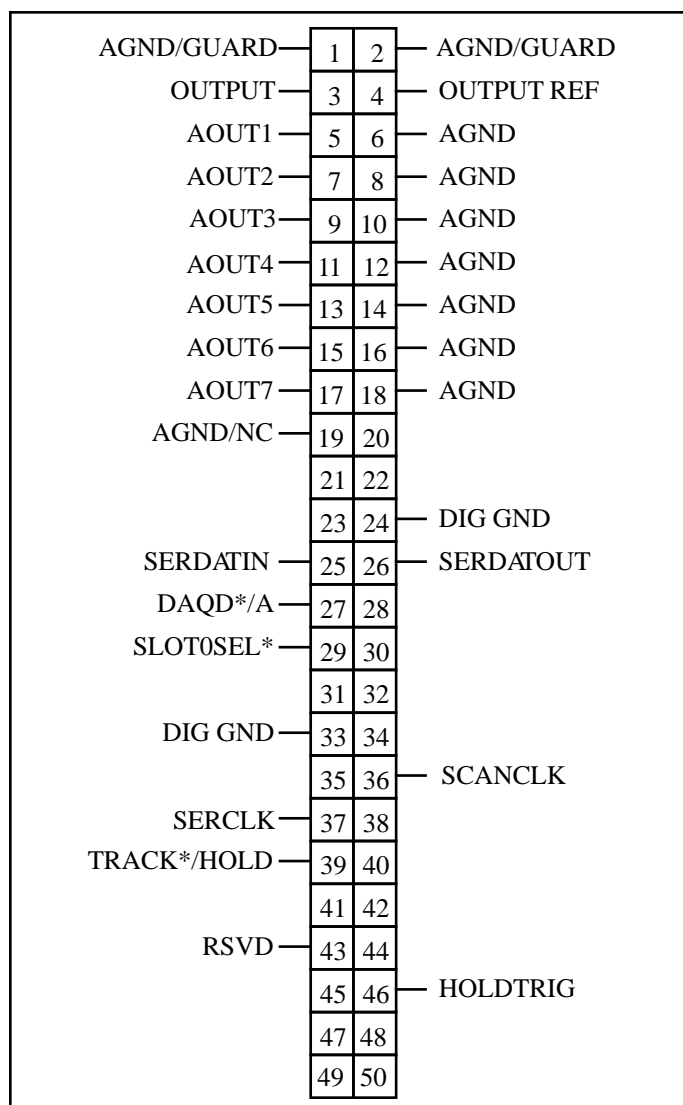 AGND/GUARD 1 2 AGND/GUARD
OUTPUT 3 4 OUTPUT REF
AOUT1 5 6 AGND
AOUT2 7 8 AGND
AOUT3 9 10 AGND
AOUT4 11 12 AGND
AOUT5 13 14 AGND
AOUT6 15 16 AGND
AOUT7 17 18 AGND
AGND/NC 19 20
21 22
23 24 DIG GND
SERDATIN 25 26 SERDATOUT
DAQD*/A 27 28
SLOT0SEL* 29 30
31 32
DIG GND 33 34
35 36 SCANCLK
SERCLK 37 38
TRACK*/HOLD 39 40
41 42
RSVD 43 44
45 46 HOLDTRIG
47 48
49 50